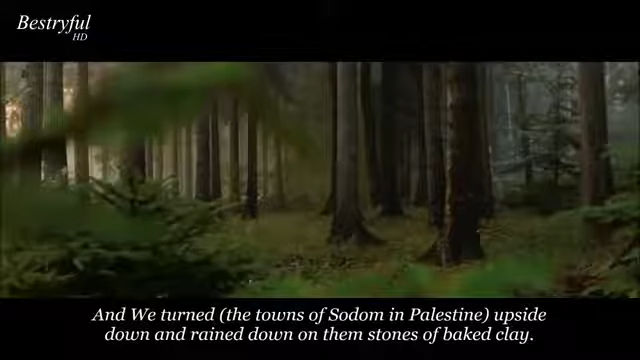 Bestryful
HD
And We turned (the towns of Sodom in Palestine) upside
down and rained down on them stones of baked clay.